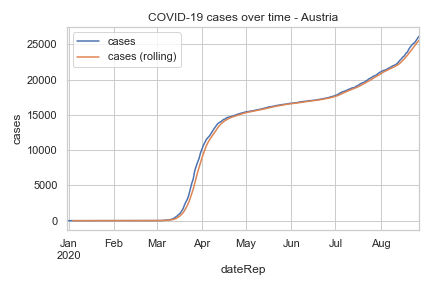 COVID-19 cases over time - Austria
cases
cases (rolling)
25000
20000
15000
10000
5000
0
cases
Jan Feb Mar Apr May Jun Jul Aug
2020
dateRep